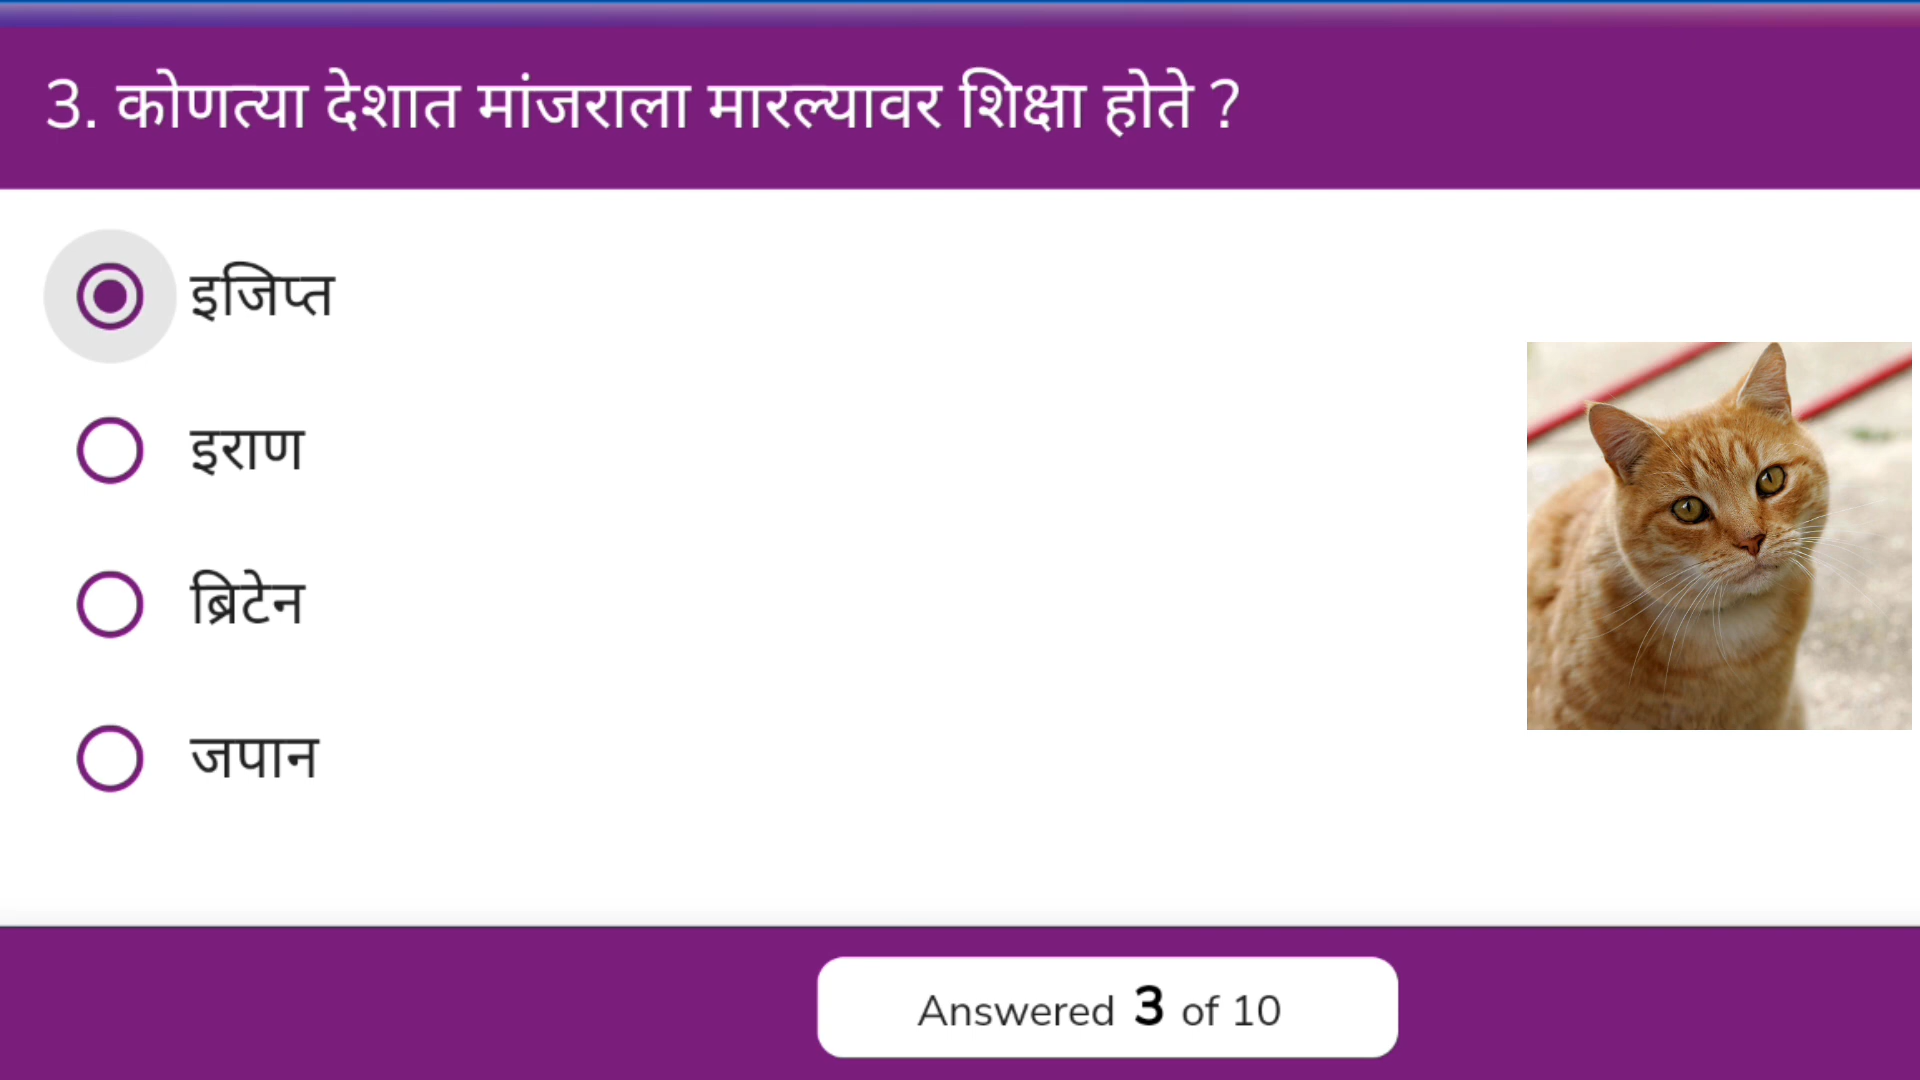 3. कोणत्या देशात मांजराला मारल्यावर शिक्षा होते ?
इजिप्त
इराण
ब्रिटेन
जपान
Answered 3 of 10